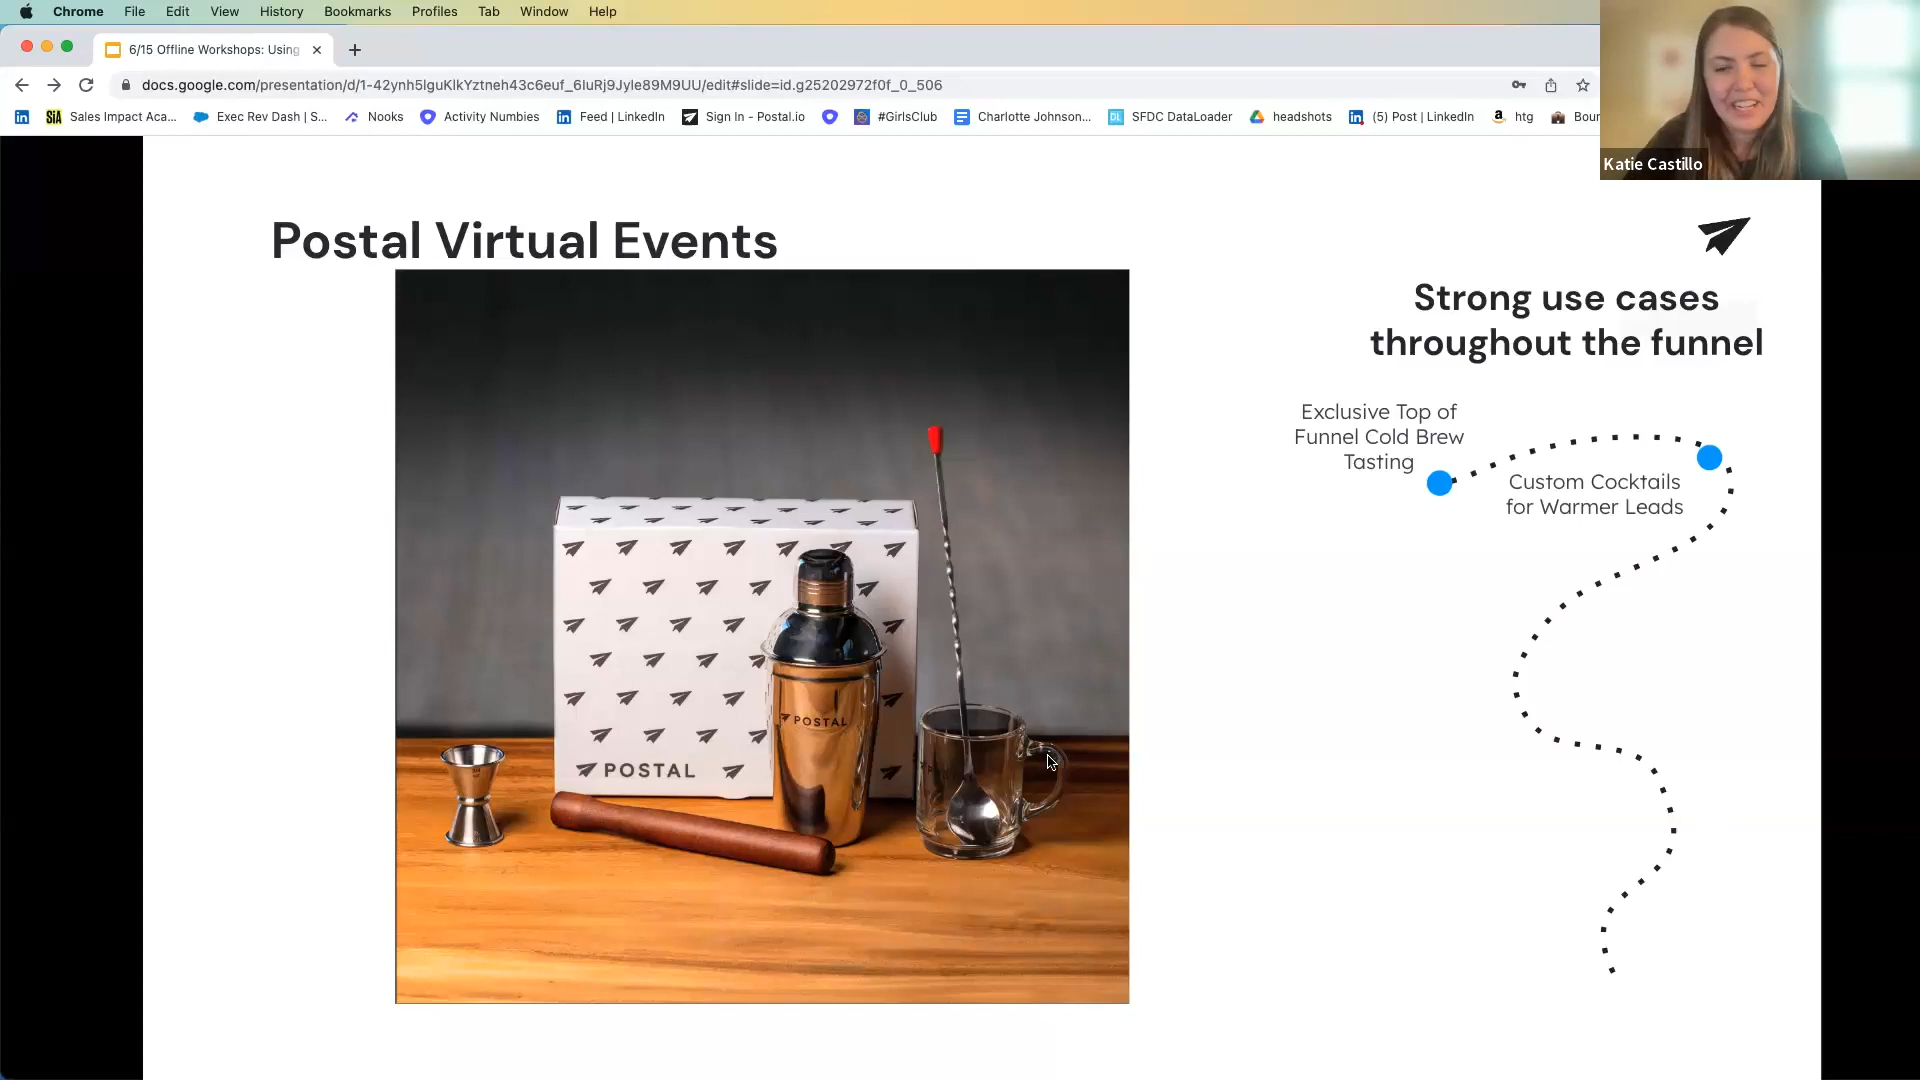 Chrome File Edit View History Bookmarks Profiles Tab Window Help
6/15 Offline Workshops: Using
docs.google.com/presentation/d/1-42ynh5lguKlkYztneh43c6euf_6IuRj9Jyle89M9UU/edit#slide=id.g25202972f0f_0_506
SIA Sales Impact Aca... Exec Rev Dash | S... Nooks Activity Numbies Feed | LinkedIn Sign In - Postal.io #GirlsClub Charlotte Johnson... DL SFDC DataLoader headshots (5) Post | LinkedIn htg Bour
Katie Castillo
Postal Virtual Events
Strong use cases
throughout the funnel
Exclusive Top of
Funnel Cold Brew
Tasting
Custom Cocktails
for Warmer Leads
POSTAL
POSTAL